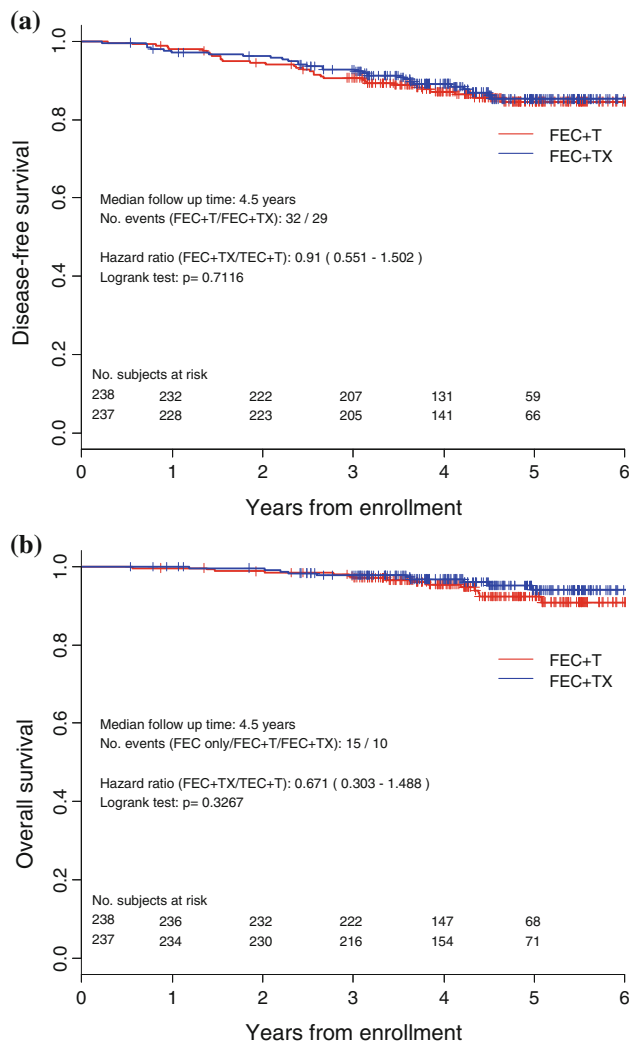 (a)
1.0
0.8
0.6
0.4
0.2
0.0
Disease-free survival
FEC+T
FEC+TX
Median follow up time: 4.5 years
No. events (FEC+T/FEC+TX): 32 / 29
Hazard ratio (FEC+TX/TEC+T): 0.91 ( 0.551 - 1.502 )
Logrank test: p= 0.7116
No. subjects at risk
238 232 222 207 131 59
237 228 223 205 141 66
0 1 2 3 4 5 6
Years from enrollment
(b)
1.0
0.8
0.6
0.4
0.2
0.0
Overall survival
FEC+T
FEC+TX
Median follow up time: 4.5 years
No. events (FEC only/FEC+T/FEC+TX): 15 / 10
Hazard ratio (FEC+TX/TEC+T): 0.671 ( 0.303 - 1.488 )
Logrank test: p= 0.3267
No. subjects at risk
238 236 232 222 147 68
237 234 230 216 154 71
0 1 2 3 4 5 6
Years from enrollment